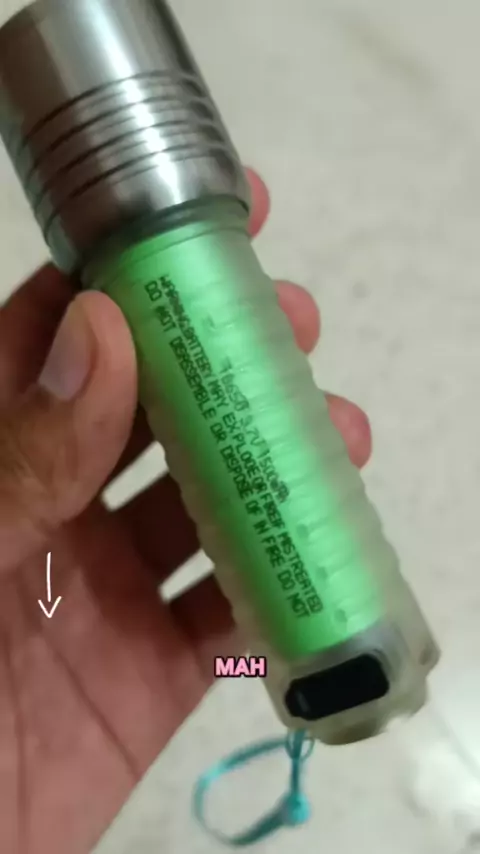 18650 3.7V 1500mAh
WARNING:BATTERY MAY EXPLODE OR FIRE IF MISTREATED
DO NOT DISASSEMBLE OR DISPOSE OF IN FIRE DO NOT
MAH